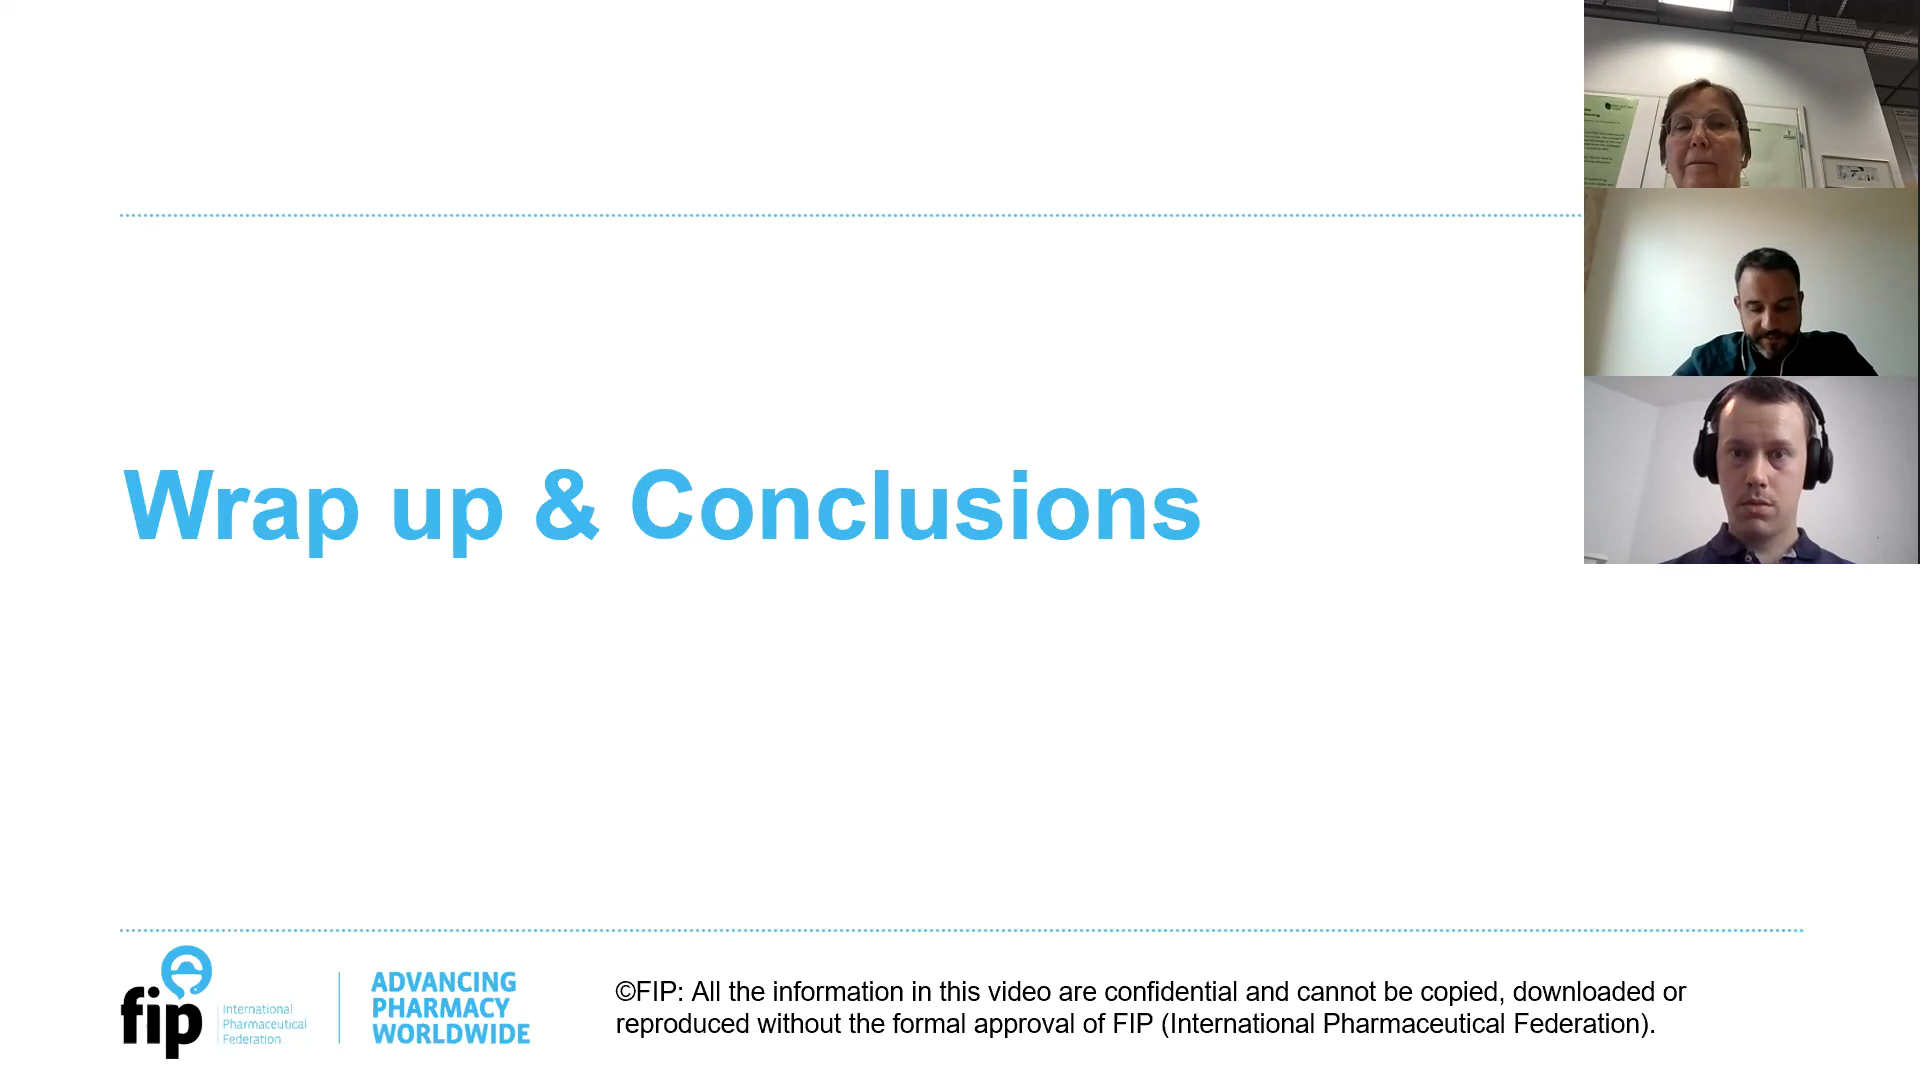 Wrap up & Conclusions
fip
International
Pharmaceutical
Federation
ADVANCING
PHARMACY
WORLDWIDE
©FIP: All the information in this video are confidential and cannot be copied, downloaded or
reproduced without the formal approval of FIP (International Pharmaceutical Federation).